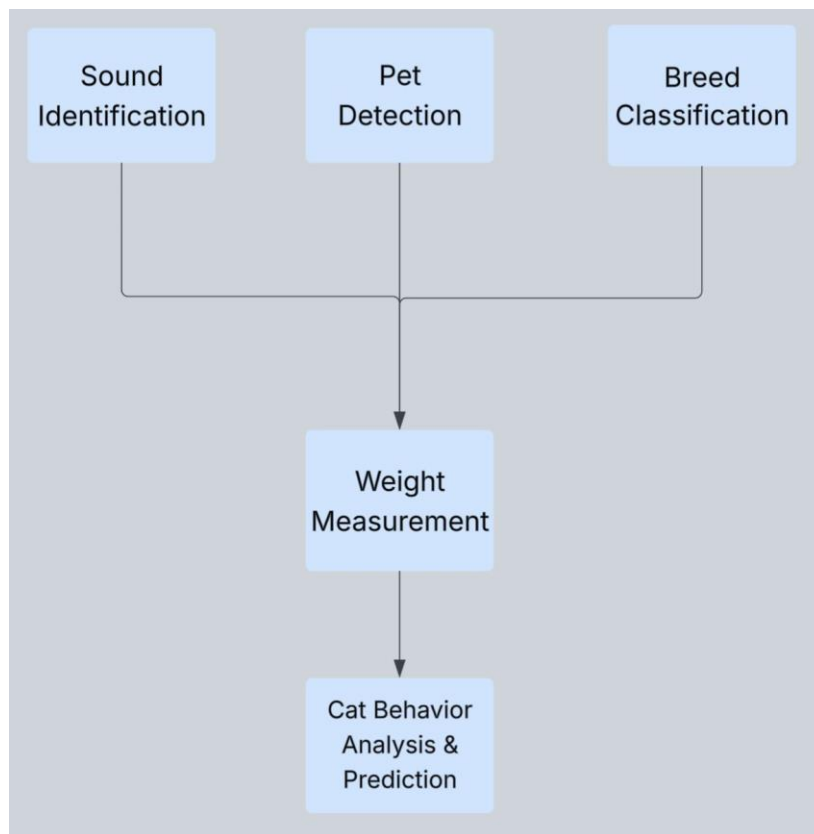 Sound
Identification
Pet
Detection
Breed
Classification
Weight
Measurement
Cat Behavior
Analysis &
Prediction